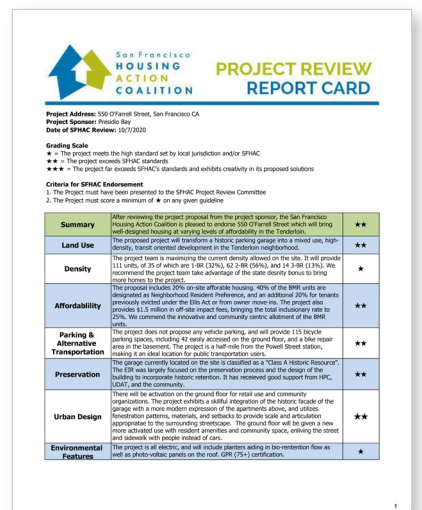 San Francisco
HOUSING
ACTION
COALITION
PROJECT REVIEW
REPORT CARD
Project Address: 550 O'Farrell Street, San Francisco CA
Project Sponsor: Presidio Bay
Date of SFHAC Review: 10/7/2020
Grading Scale
★ = The project meets the high standard set by local jurisdiction and/or SFHAC
★★ = The project exceeds SFHAC standards
★★★ = The project far exceeds SFHAC's standards and exhibits creativity in its proposed solutions
Criteria for SFHAC Endorsement
1. The Project must have been presented to the SFHAC Project Review Committee
2. The Project must score a minimum of ★ on any given guideline
Summary
After reviewing the project proposal from the project sponsor, the San Francisco
Housing Action Coalition is pleased to endorse 550 O'Farrell Street which will bring
well-designed housing at varying levels of affordability in the Tenderloin.
★★
Land Use
The proposed project will transform a historic parking garage into a mixed use, high-
density, transit oriented development in the Tenderloin neighborhood.
★★
Density
The project team is maximizing the current density allowed on the site. It will provide
111 units, of 35 of which are 1-BR (32%), 62 2-BR (56%), and 14 3-BR (13%). We
recommend the project team take advantage of the state desnity bonus to bring
more homes to the project.
★
Affordablility
The proposal includes 20% on-site afforable housing. 40% of the BMR units are
designated as Neighborhood Resident Preference, and an additional 20% for tenants
previously evicted under the Ellis Act or from owner move-ins. The project also
provides $1.5 million in off-site impact fees, bringing the total inclusionary rate to
25%. We commend the innovative and community centric allotment of the BMR
units.
★★
Parking &
Alternative
Transportation
The project does not propose any vehicle parking, and will provide 115 bicycle
parking spaces, including 42 easily accessed on the ground floor, and a bike repair
area in the basement. The project is a half-mile from the Powell Street station,
making it an ideal location for public transportation users.
★★
Preservation
The garage currently located on the site is classified as a "Class A Historic Resource".
The EIR was largely focused on the preservation process and the design of the
building to incorporate historic retention. It has receieved good support from HPC,
UDAT, and the community.
★★
Urban Design
There will be activation on the ground floor for retail use and community
organizations. The project exhibits a skillful integration of the historic facade of the
garage with a more modern expression of the apartments above, and utilizes
fenestration patterns, materials, and setbacks to provide scale and articulation
appropriate to the surrounding streetscape. The ground floor will be given a new
more activated use with resident amenities and community space, enliving the street
and sidewalk with people instead of cars.
★★
Environmental
Features
The project is all electric, and will include planters aiding in bio-rentention flow as
well as photo-voltaic panels on the roof. GPR (75+) certification.
★
1